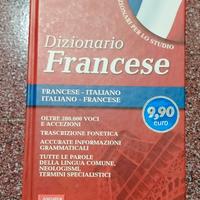 DIZIONARI PER LO STUDIO
Dizionario
Francese
FRANCESE - ITALIANO
ITALIANO - FRANCESE
9,90
euro
OLTRE 200.000 VOCI
E ACCEZIONI
TRASCRIZIONE FONETICA
ACCURATE INFORMAZIONI
GRAMMATICALI
TUTTE LE PAROLE
DELLA LINGUA COMUNE,
NEOLOGISMI,
TERMINI SPECIALISTICI